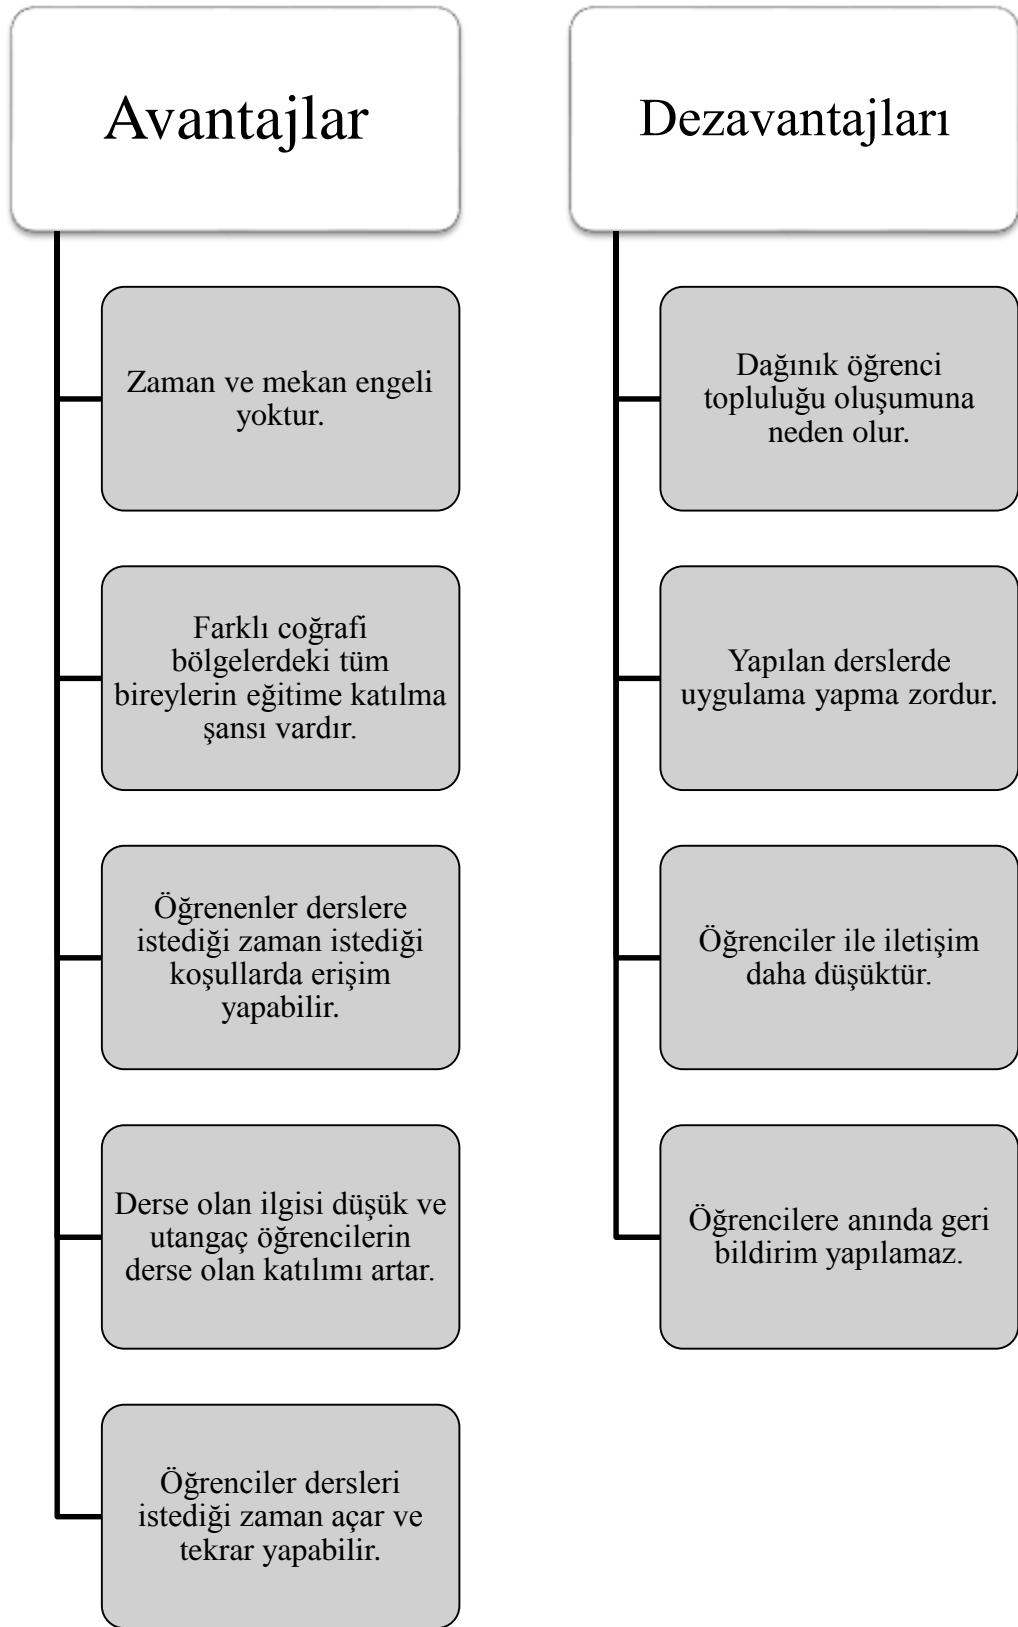 Avantajlar
Zaman ve mekan engeli
yoktur.
Farklı coğrafi
bölgelerdeki tüm
bireylerin eğitime katılma
şansı vardır.
Öğrenenler derslere
istediği zaman istediği
koşullarda erişim
yapabilir.
Derse olan ilgisi düşük ve
utangaç öğrencilerin
derse olan katılımı artar.
Öğrenciler dersleri
istediği zaman açar ve
tekrar yapabilir.
Dezavantajları
Dağınık öğrenci
topluluğu oluşumuna
neden olur.
Yapılan derslerde
uygulama yapma zordur.
Öğrenciler ile iletişim
daha düşüktür.
Öğrencilere anında geri
bildirim yapılamaz.